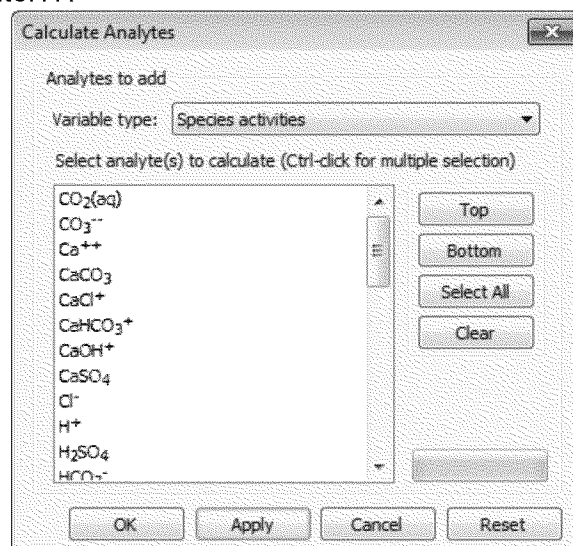 Calculate Analytes
Analytes to add
Variable type: Species activities
Select analyte(s) to calculate (Ctrl-click for multiple selection)
CO₂(aq)
CO₃⁻⁻
Ca⁺⁺
CaCO₃
CaCl⁺
CaHCO₃⁺
CaOH⁺
CaSO₄
Cl⁻
H⁺
H₂SO₄
Top
Bottom
Select All
Clear
OK Apply Cancel Reset